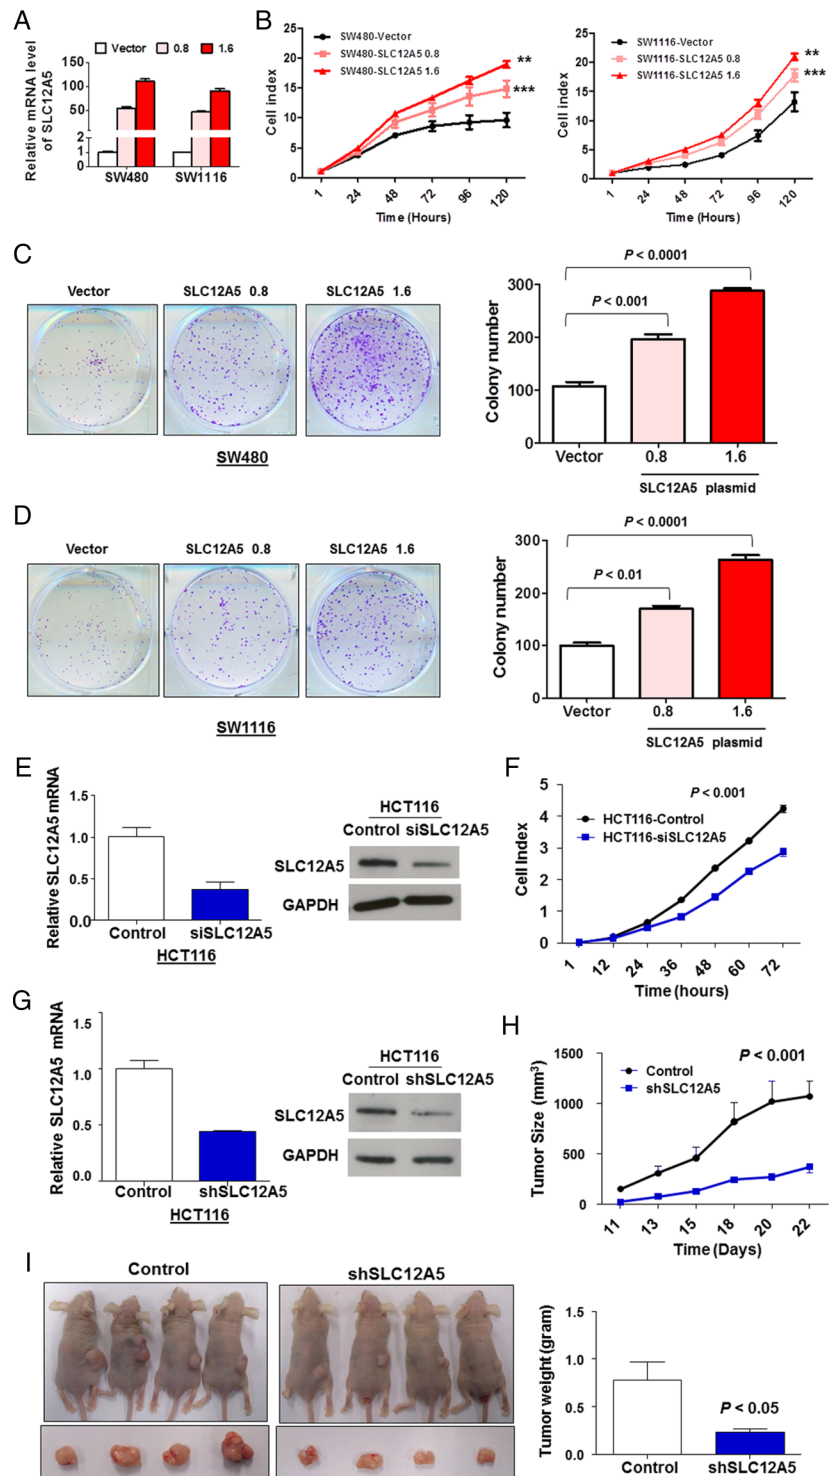 A
Relative mRNA level
of SLC12A5
Vector 0.8 1.6
150
100
50
2
1
0
SW480 SW1116
B
Cell index
25
20
15
10
5
0
SW480-Vector
SW480-SLC12A5 0.8
SW480-SLC12A5 1.6
**
***
1 24 48 72 96 120
Time (Hours)
Cell index
25
20
15
10
5
0
SW1116-Vector
SW1116-SLC12A5 0.8
SW1116-SLC12A5 1.6
**
***
1 24 48 72 96 120
Time (Hours)
C
Vector SLC12A5 0.8 SLC12A5 1.6
SW480
Colony number
300
200
100
0
P < 0.0001
P < 0.001
Vector 0.8 1.6
SLC12A5 plasmid
D
Vector SLC12A5 0.8 SLC12A5 1.6
SW1116
Colony number
300
200
100
0
P < 0.0001
P < 0.01
Vector 0.8 1.6
SLC12A5 plasmid
E
Relative SLC12A5 mRNA
1.5
1.0
0.5
0.0
Control siSLC12A5
HCT116
HCT116
Control siSLC12A5
SLC12A5
GAPDH
F
Cell Index
5
4
3
2
1
0
P < 0.001
HCT116-Control
HCT116-siSLC12A5
1 12 24 36 48 60 72
Time (hours)
G
Relative SLC12A5 mRNA
1.5
1.0
0.5
0.0
Control shSLC12A5
HCT116
HCT116
Control shSLC12A5
SLC12A5
GAPDH
H
Tumor Size (mm³)
1500
1000
500
0
P < 0.001
Control
shSLC12A5
11 13 15 18 20 22
Time (Days)
I
Control shSLC12A5
Tumor weight (gram)
1.5
1.0
0.5
0.0
P < 0.05
Control shSLC12A5